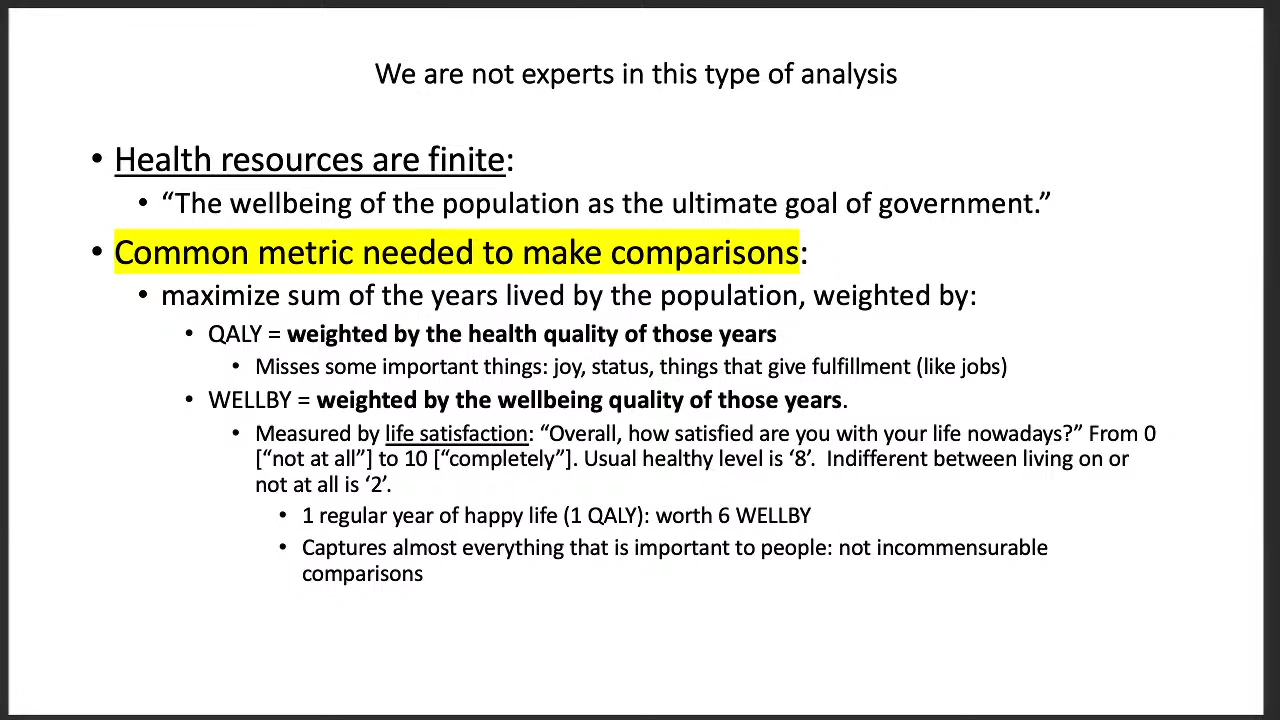 We are not experts in this type of analysis
• Health resources are finite:
• “The wellbeing of the population as the ultimate goal of government.”
• Common metric needed to make comparisons:
• maximize sum of the years lived by the population, weighted by:
• QALY = weighted by the health quality of those years
• Misses some important things: joy, status, things that give fulfillment (like jobs)
• WELLBY = weighted by the wellbeing quality of those years.
• Measured by life satisfaction: “Overall, how satisfied are you with your life nowadays?” From 0
[“not at all”] to 10 [“completely”]. Usual healthy level is ‘8’. Indifferent between living on or
not at all is ‘2’.
• 1 regular year of happy life (1 QALY): worth 6 WELLBY
• Captures almost everything that is important to people: not incommensurable
comparisons